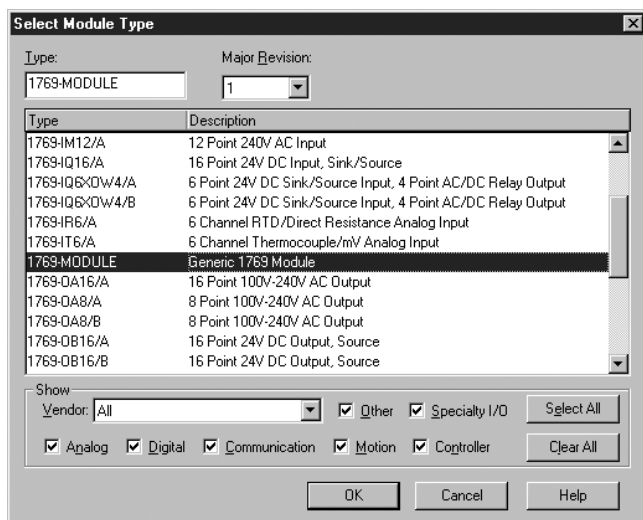 Select Module Type
Type:
Major Revision:
1769-MODULE
1
Type Description
1769-IM12/A 12 Point 240V AC Input
1769-IQ16/A 16 Point 24V DC Input, Sink/Source
1769-IQ6XOW4/A 6 Point 24V DC Sink/Source Input, 4 Point AC/DC Relay Output
1769-IQ6XOW4/B 6 Point 24V DC Sink/Source Input, 4 Point AC/DC Relay Output
1769-IR6/A 6 Channel RTD/Direct Resistance Analog Input
1769-IT6/A 6 Channel Thermocouple/mV Analog Input
1769-MODULE Generic 1769 Module
1769-OA16/A 16 Point 100V-240V AC Output
1769-OA8/A 8 Point 100V-240V AC Output
1769-OA8/B 8 Point 100V-240V AC Output
1769-OB16/A 16 Point 24V DC Output, Source
1769-OB16/B 16 Point 24V DC Output, Source
Show
Vendor: All Other Specialty I/O Select All
Analog Digital Communication Motion Controller Clear All
OK Cancel Help